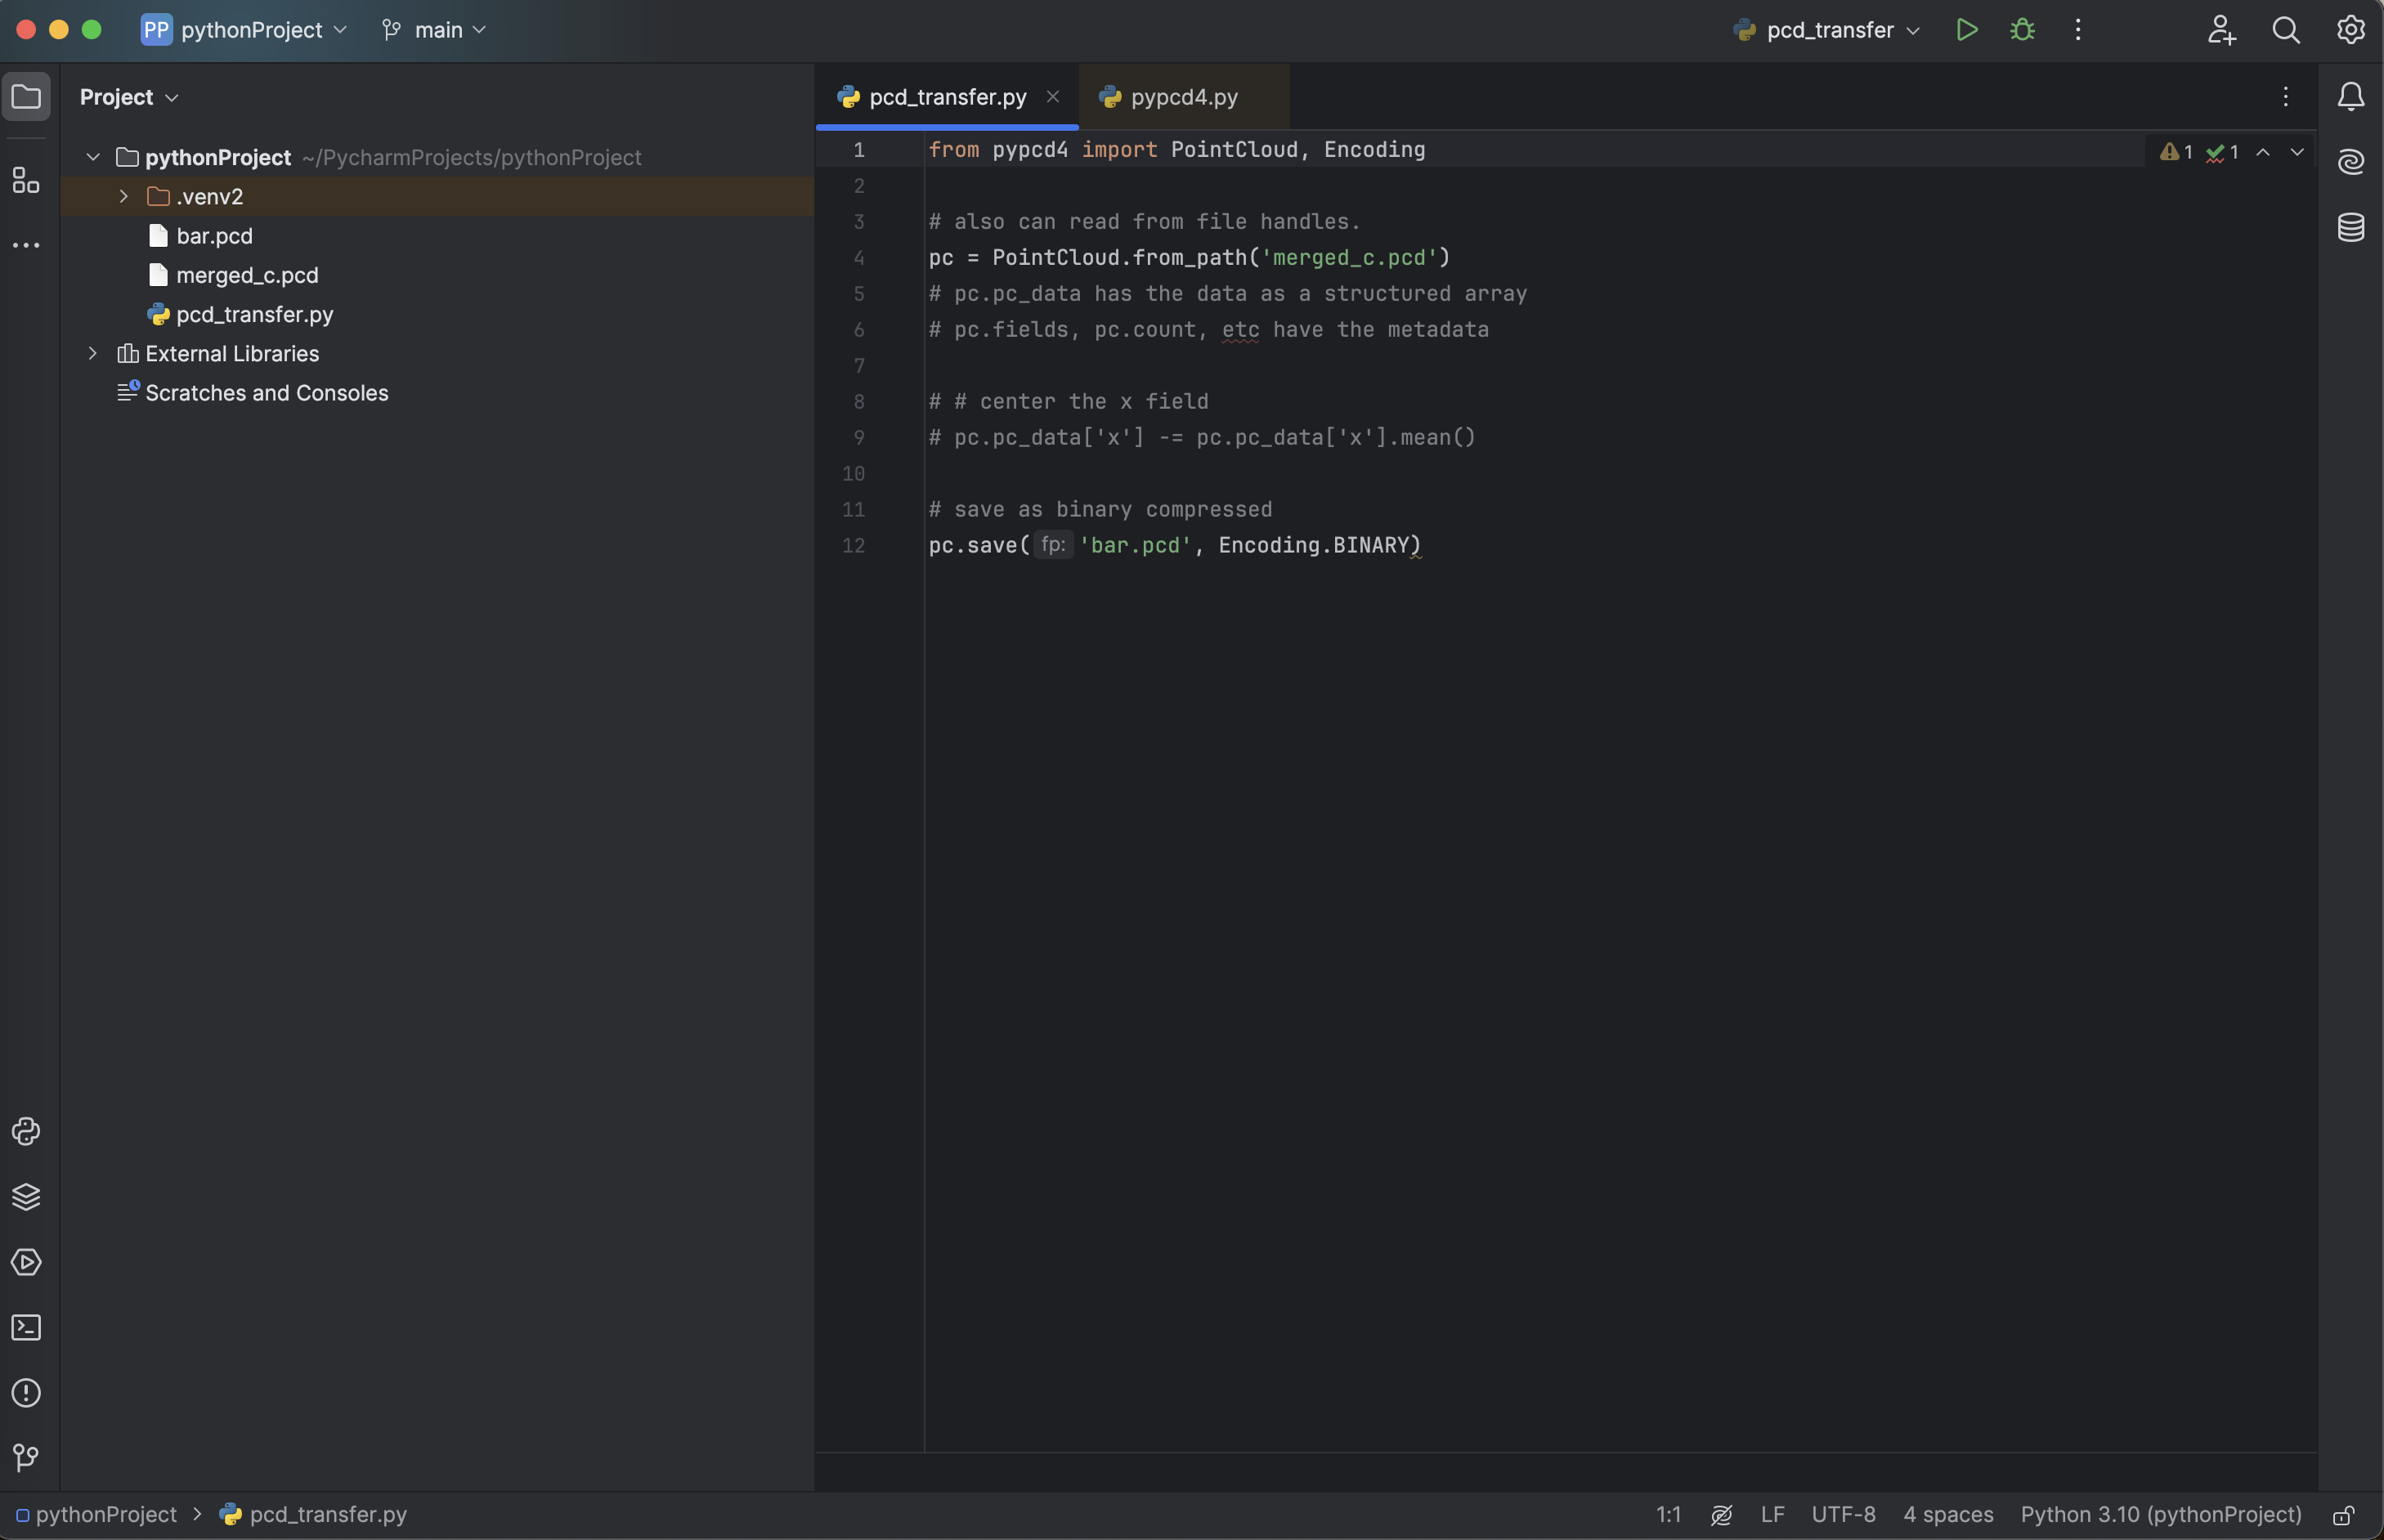 PP pythonProject main pcd_transfer
Project
pcd_transfer.py pypcd4.py
pythonProject ~/PycharmProjects/pythonProject
.venv2
bar.pcd
merged_c.pcd
pcd_transfer.py
External Libraries
Scratches and Consoles
1 from pypcd4 import PointCloud, Encoding 1 1
2
3 # also can read from file handles.
4 pc = PointCloud.from_path('merged_c.pcd')
5 # pc.pc_data has the data as a structured array
6 # pc.fields, pc.count, etc have the metadata
7
8 # # center the x field
9 # pc.pc_data['x'] -= pc.pc_data['x'].mean()
10
11 # save as binary compressed
12 pc.save( fp: 'bar.pcd', Encoding.BINARY)
pythonProject > pcd_transfer.py 1:1 LF UTF-8 4 spaces Python 3.10 (pythonProject)